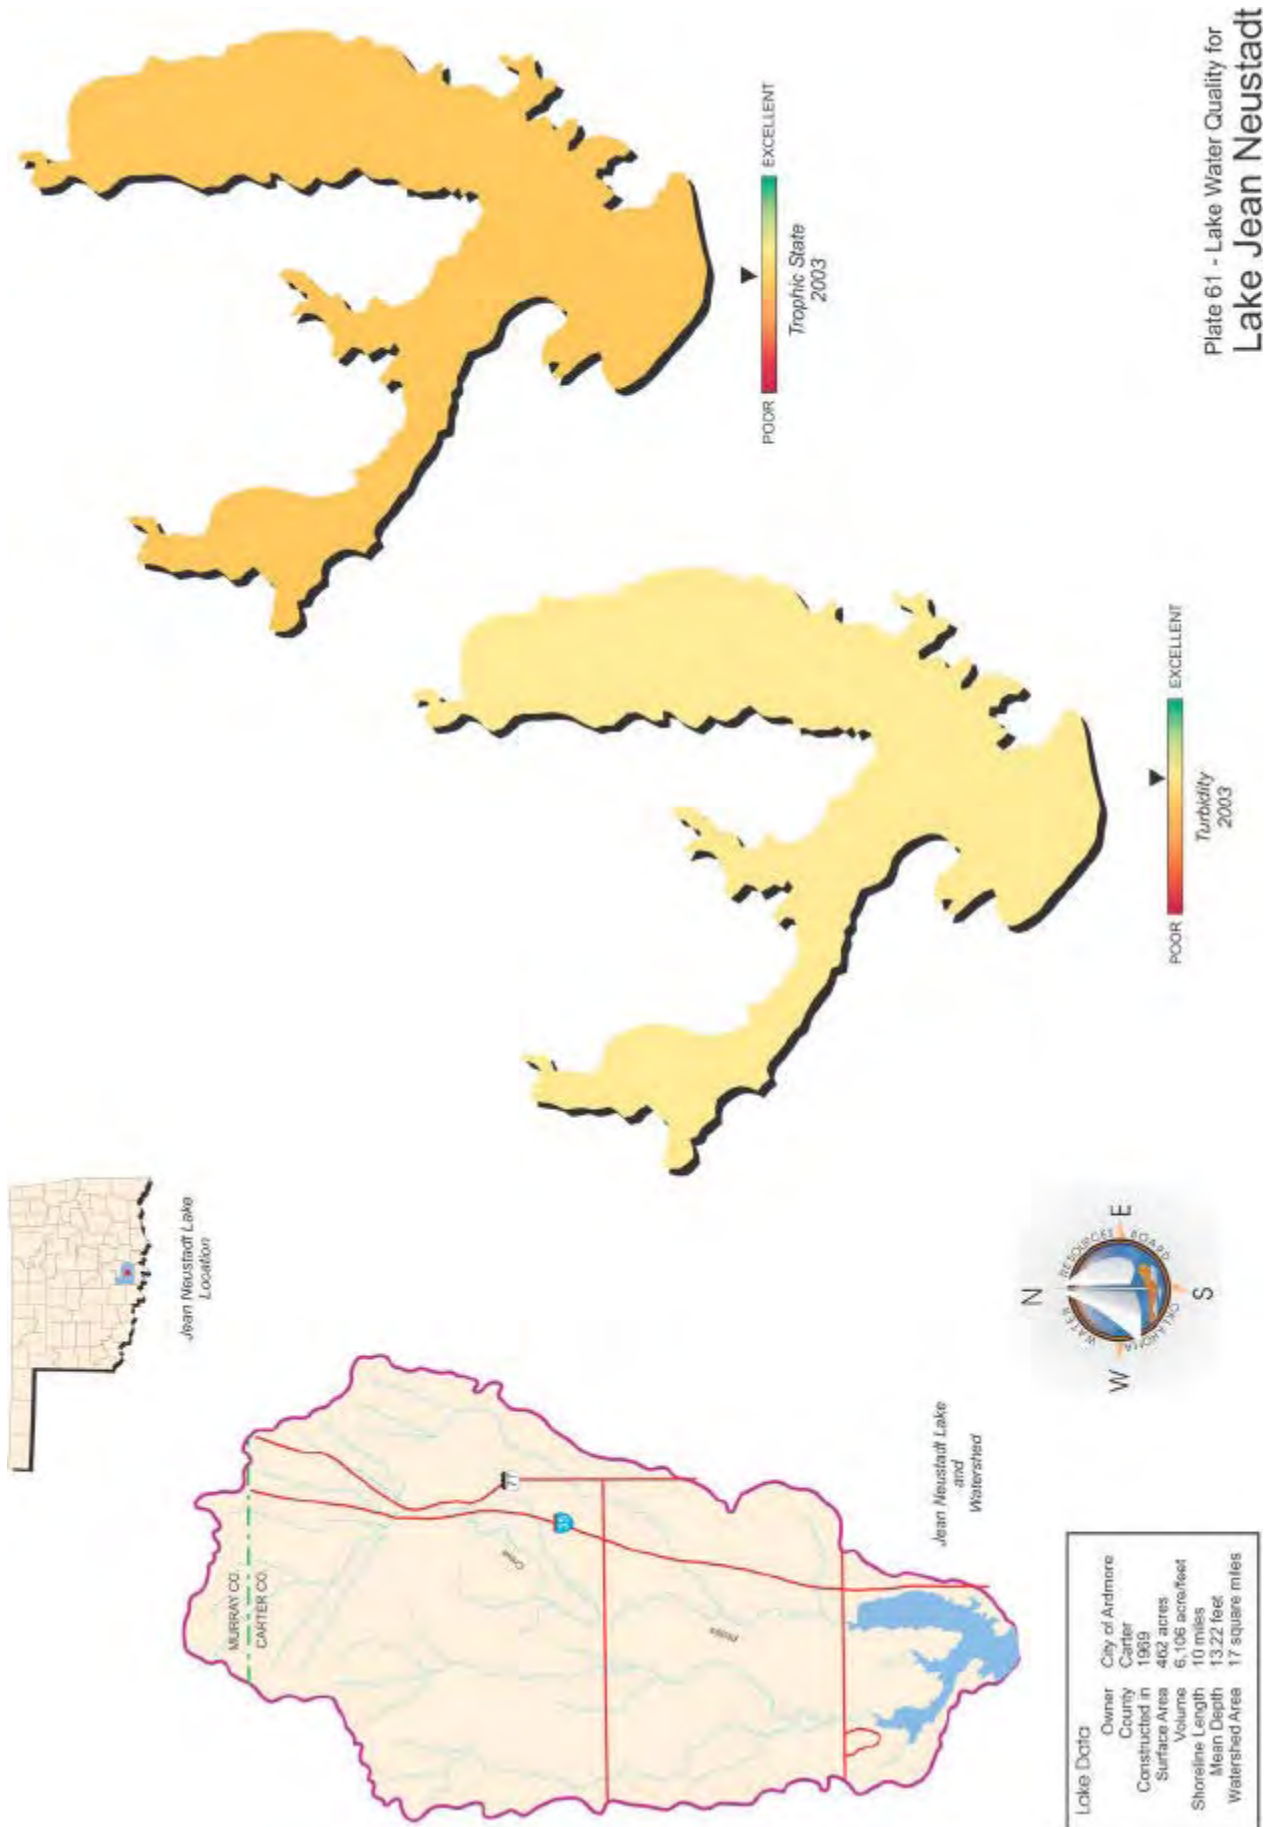 Plate 61 - Lake Water Quality for
Lake Jean Neustadt
POOR
EXCELLENT
Trophic State
2003
POOR
EXCELLENT
Turbidity
2003
Jean Neustadt Lake
Location
MURRAY CO.
CARTER CO.
77
35
Jean Neustadt Lake
and
Watershed
N
W
E
S
OKLAHOMA WATER RESOURCES BOARD
Lake Data
Owner City of Ardmore
County Carter
Constructed in 1969
Surface Area 462 acres
Volume 6,106 acre/feet
Shoreline Length 10 miles
Mean Depth 13.22 feet
Watershed Area 17 square miles